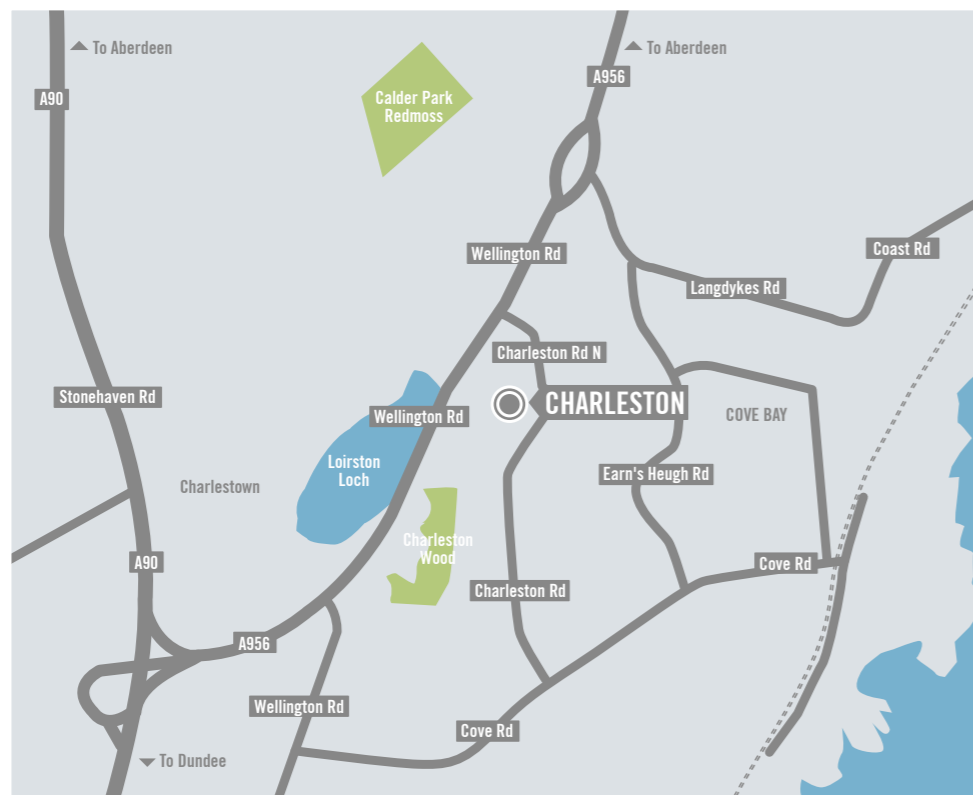 To Aberdeen
To Aberdeen
A956
A90
Calder Park
Redmoss
Wellington Rd
Coast Rd
Langdykes Rd
Charleston Rd N
Stonehaven Rd
CHARLESTON
Wellington Rd
COVE BAY
Loirston
Loch
Earn's Heugh Rd
Charlestown
Charleston
Wood
A90
Cove Rd
Charleston Rd
A956
Wellington Rd
Cove Rd
To Dundee